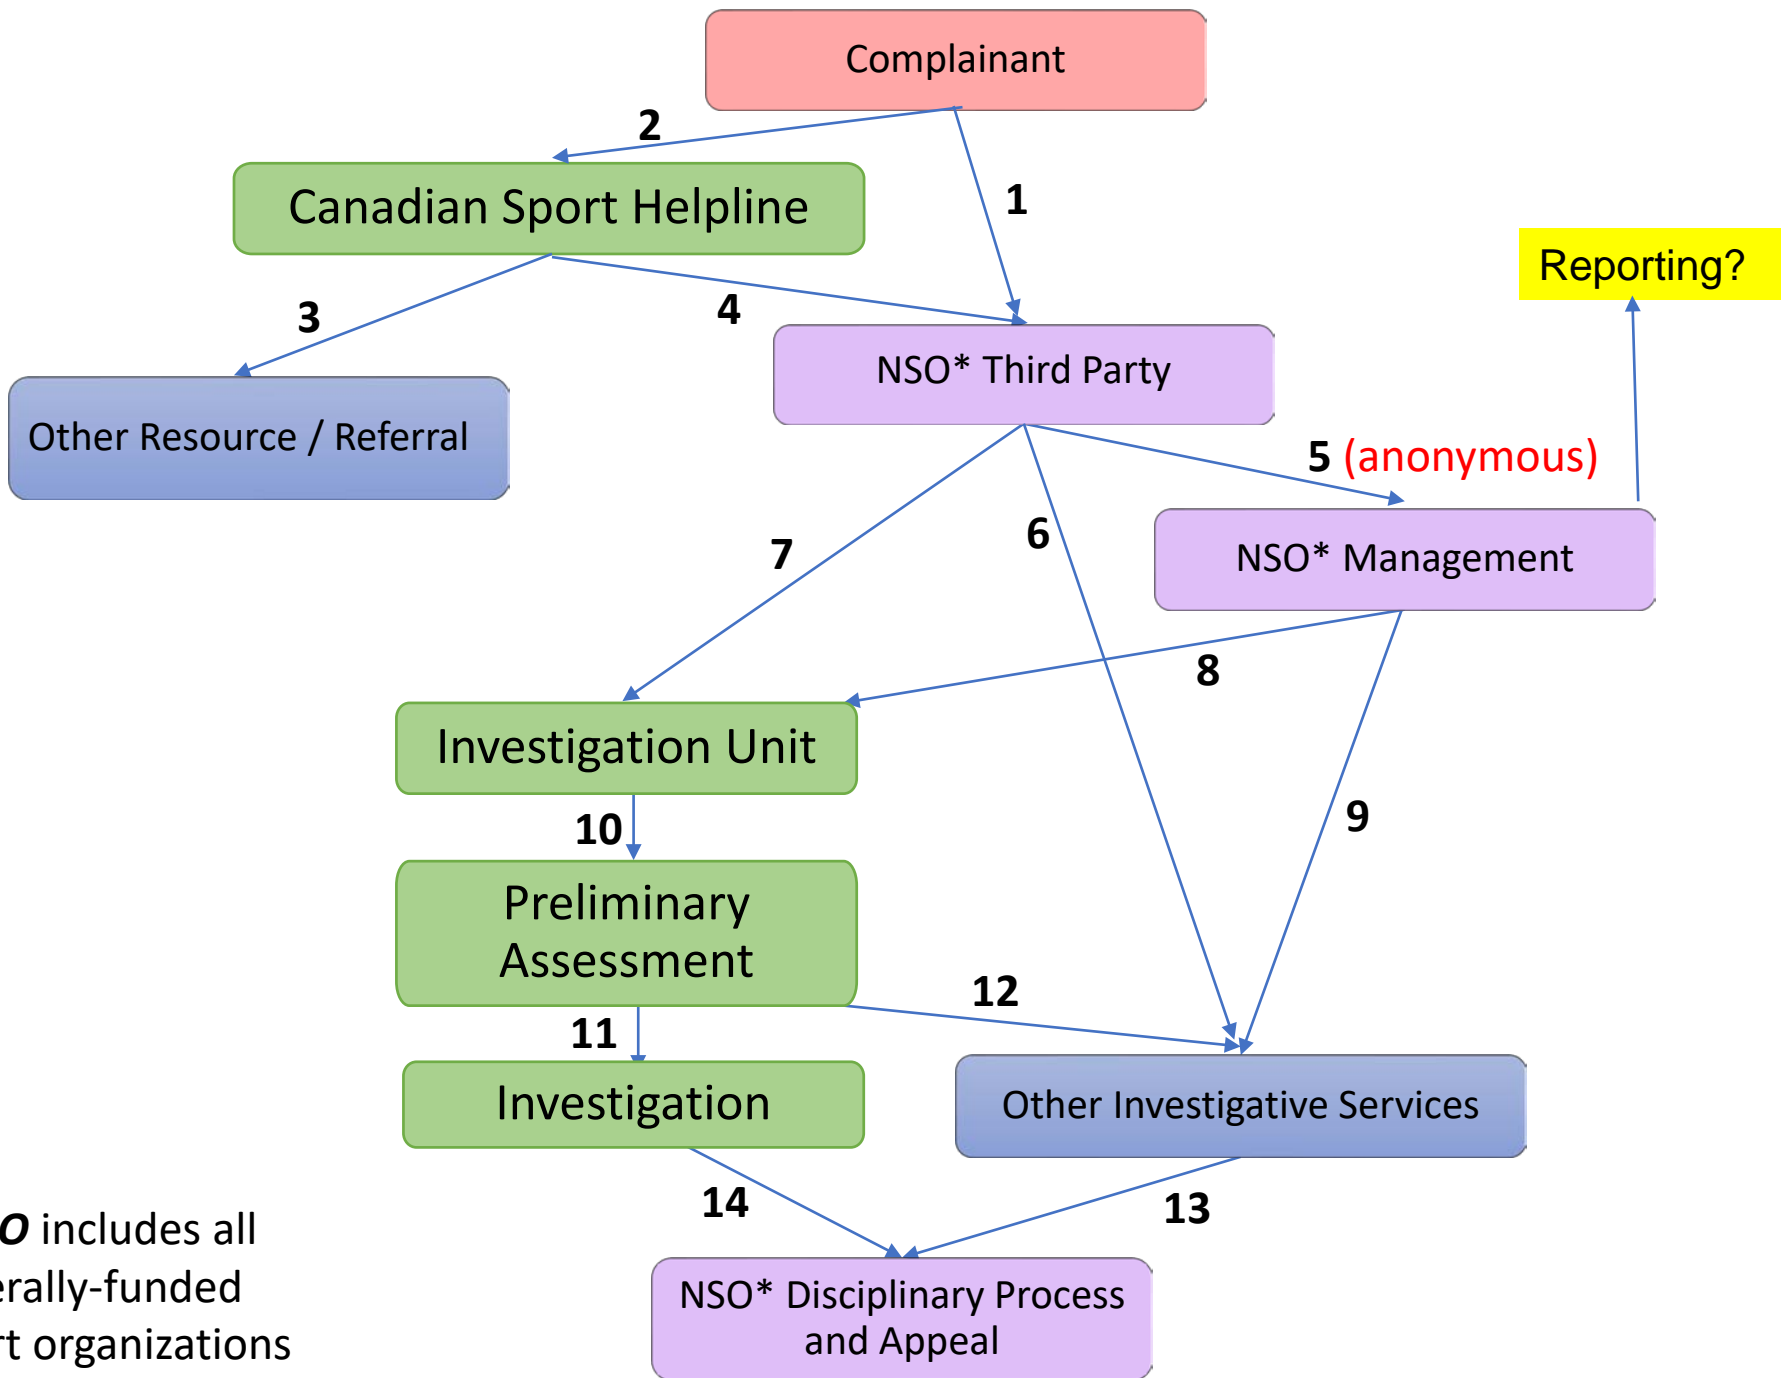 Complainant
2
Canadian Sport Helpline
1
Reporting?
3
4
NSO* Third Party
Other Resource / Referral
5 (anonymous)
6
7
NSO* Management
8
Investigation Unit
9
10
Preliminary
Assessment
12
11
Investigation
Other Investigative Services
14
13
O includes all
erally-funded
rt organizations
NSO* Disciplinary Process
and Appeal